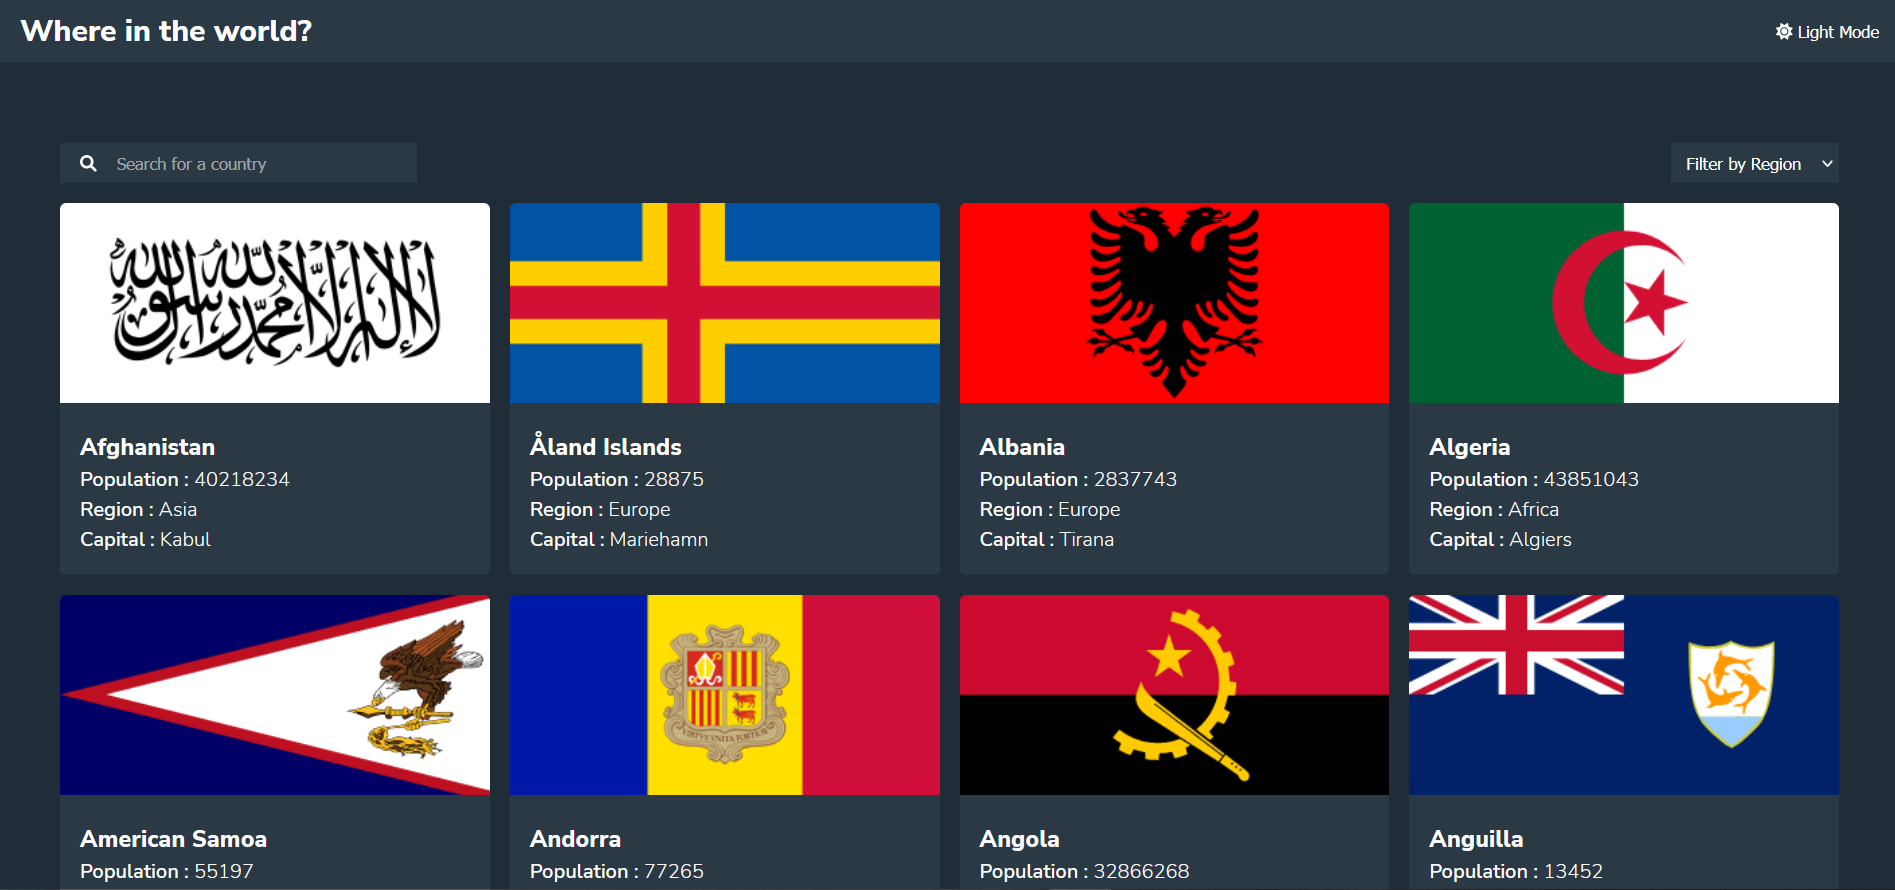 Where in the world?
Light Mode
Search for a country
Filter by Region
لا إله إلا الله محمد رسول الله
Afghanistan
Population : 40218234
Region : Asia
Capital : Kabul
Åland Islands
Population : 28875
Region : Europe
Capital : Mariehamn
Albania
Population : 2837743
Region : Europe
Capital : Tirana
Algeria
Population : 43851043
Region : Africa
Capital : Algiers
VIRTVS VNITA FORTIOR
American Samoa
Population : 55197
Andorra
Population : 77265
Angola
Population : 32866268
Anguilla
Population : 13452